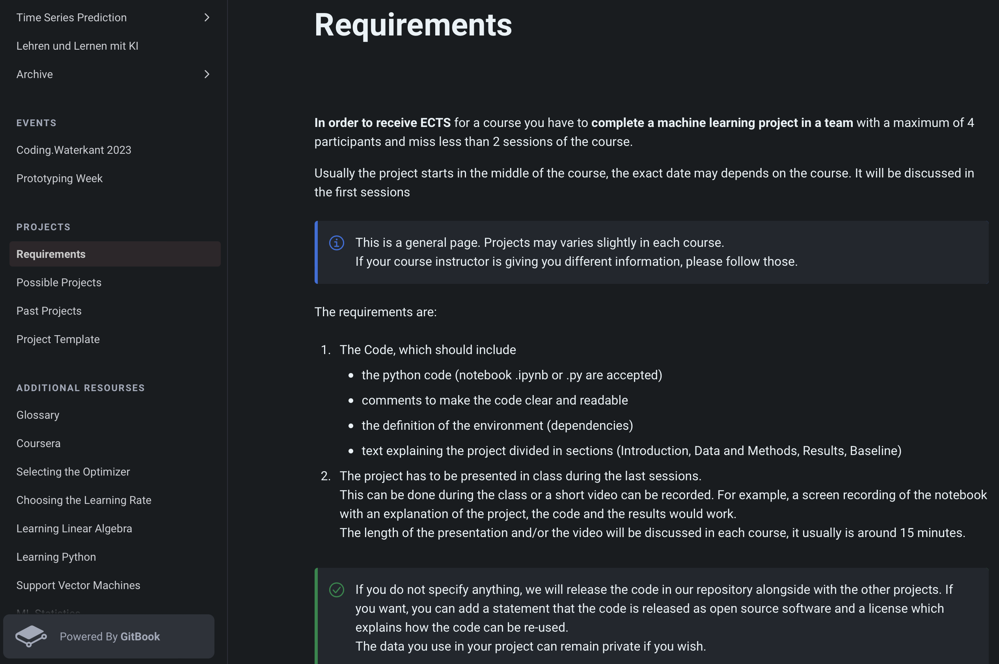 Time Series Prediction
Lehren und Lernen mit KI
Archive
EVENTS
Coding.Waterkant 2023
Prototyping Week
PROJECTS
Requirements
Possible Projects
Past Projects
Project Template
ADDITIONAL RESOURSES
Glossary
Coursera
Selecting the Optimizer
Choosing the Learning Rate
Learning Linear Algebra
Learning Python
Support Vector Machines
ML Statistics
Powered By GitBook
Requirements
In order to receive ECTS for a course you have to complete a machine learning project in a team with a maximum of 4
participants and miss less than 2 sessions of the course.
Usually the project starts in the middle of the course, the exact date may depends on the course. It will be discussed in
the first sessions
This is a general page. Projects may varies slightly in each course.
If your course instructor is giving you different information, please follow those.
The requirements are:
1. The Code, which should include
• the python code (notebook .ipynb or .py are accepted)
• comments to make the code clear and readable
• the definition of the environment (dependencies)
• text explaining the project divided in sections (Introduction, Data and Methods, Results, Baseline)
2. The project has to be presented in class during the last sessions.
This can be done during the class or a short video can be recorded. For example, a screen recording of the notebook
with an explanation of the project, the code and the results would work.
The length of the presentation and/or the video will be discussed in each course, it usually is around 15 minutes.
If you do not specify anything, we will release the code in our repository alongside with the other projects. If
you want, you can add a statement that the code is released as open source software and a license which
explains how the code can be re-used.
The data you use in your project can remain private if you wish.